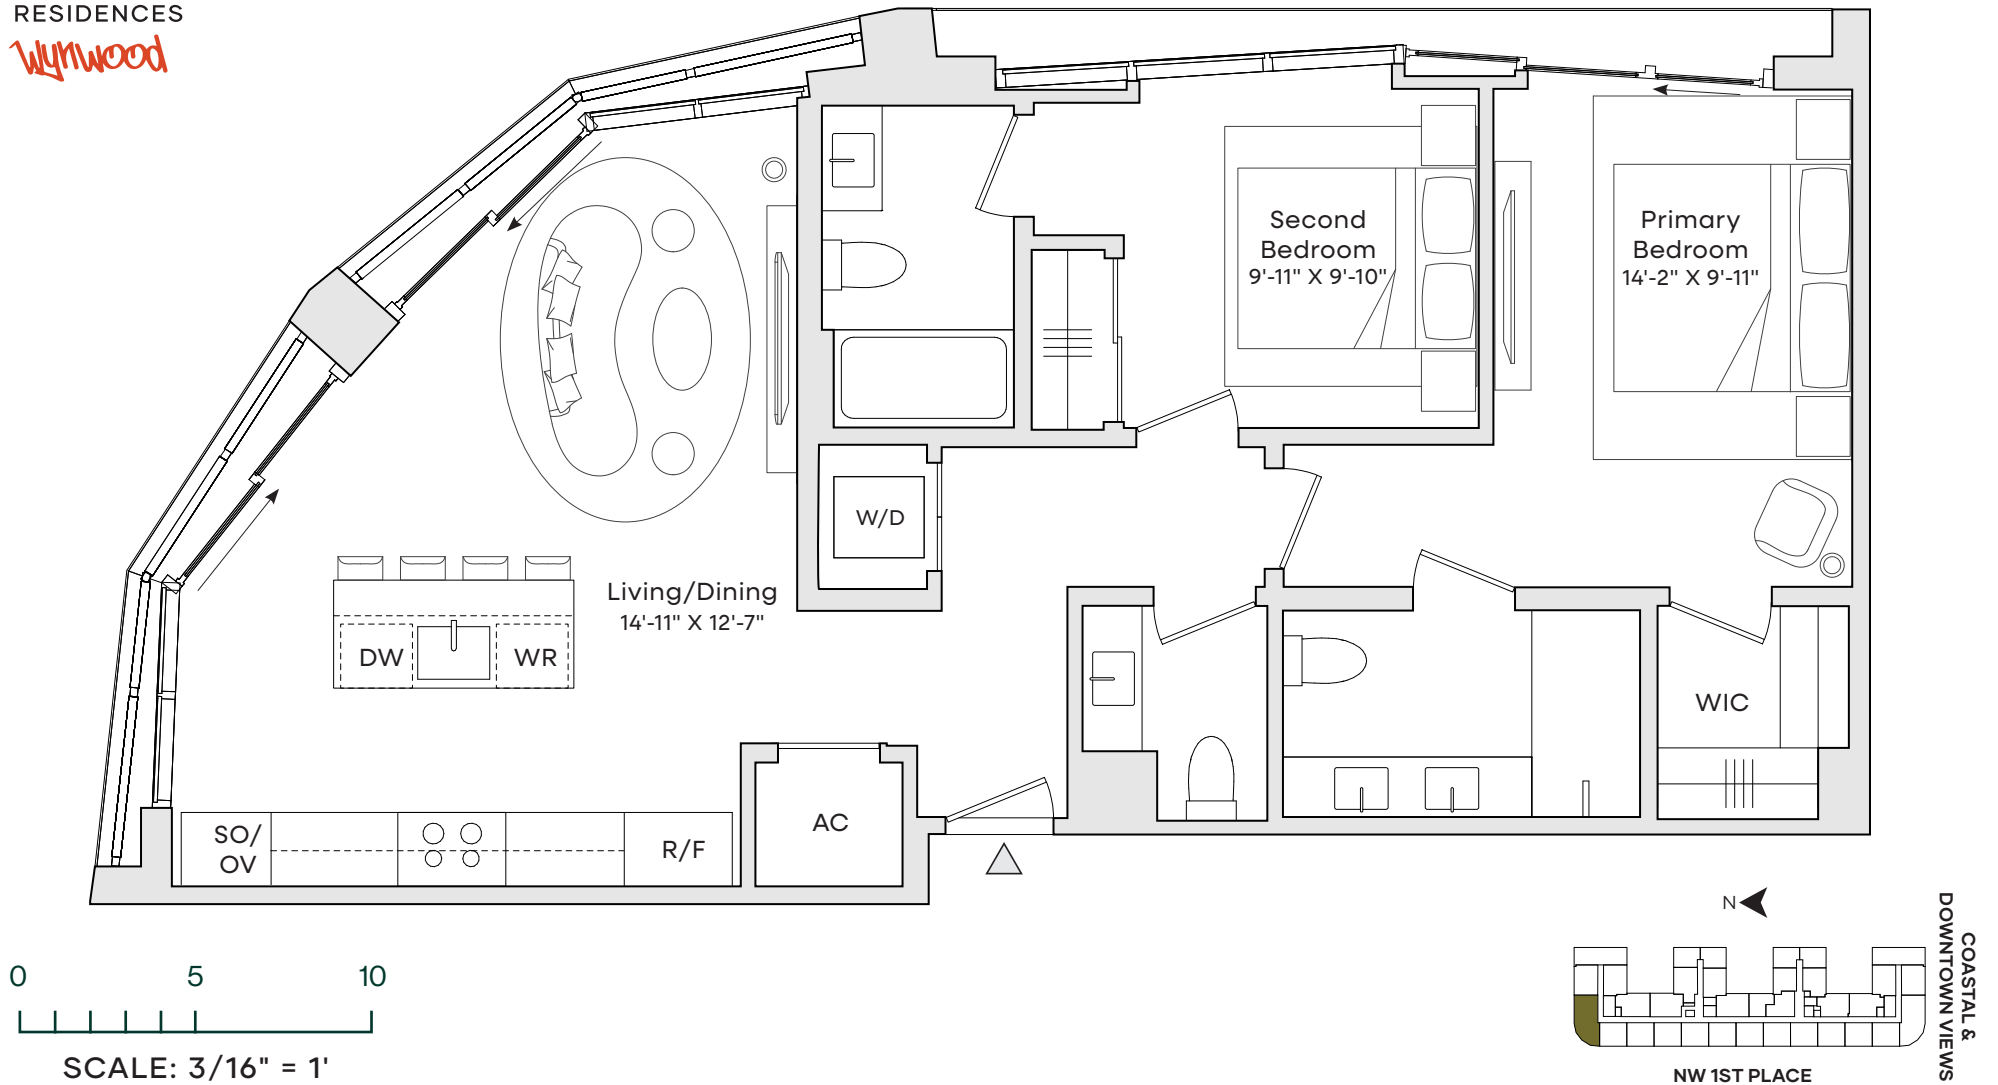 RESIDENCES
Wynwood
Second
Bedroom
9'-11" X 9'-10"
Primary
Bedroom
14'-2" X 9'-11"
W/D
Living/Dining
14'-11" X 12'-7"
DW
WR
WIC
AC
SO/
OV
R/F
N
COASTAL &
DOWNTOWN VIEWS
0 5 10
SCALE: 3/16" = 1'
NW 1ST PLACE